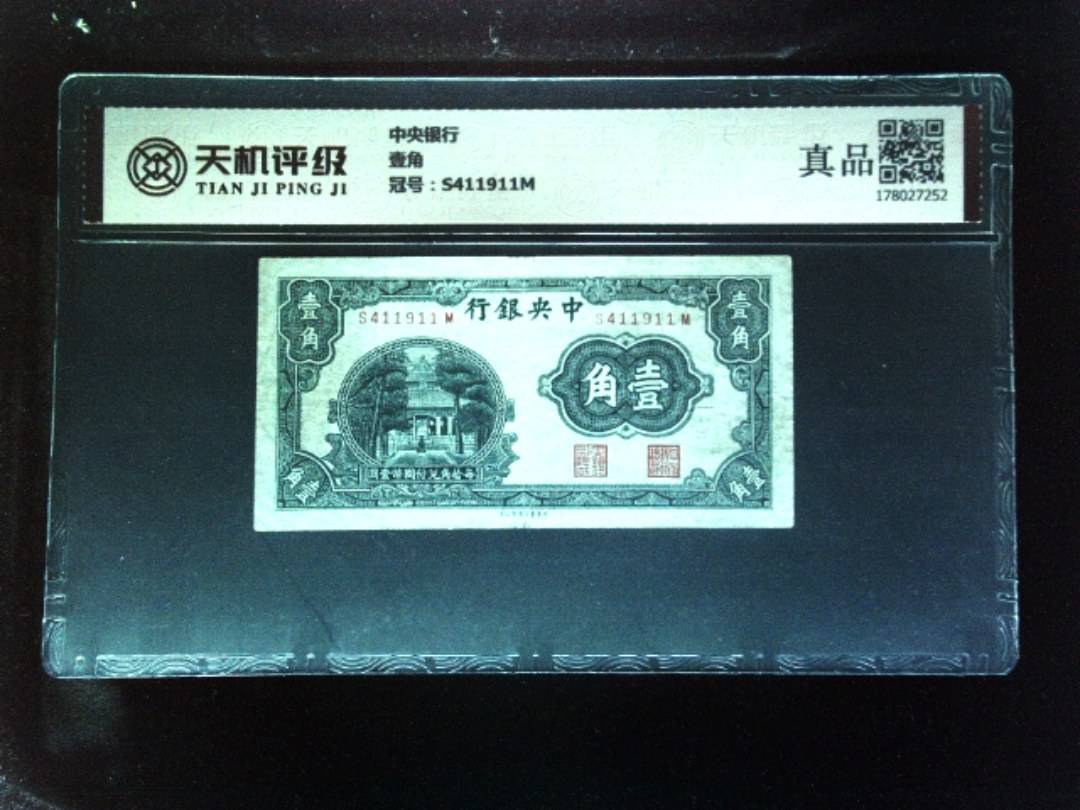 天机评级
TIAN JI PING JI
中央银行
壹角
冠号：S411911M
真品
178027252
壹角
行銀央中
壹角
S411911M
S411911M
角壹
角壹
角壹